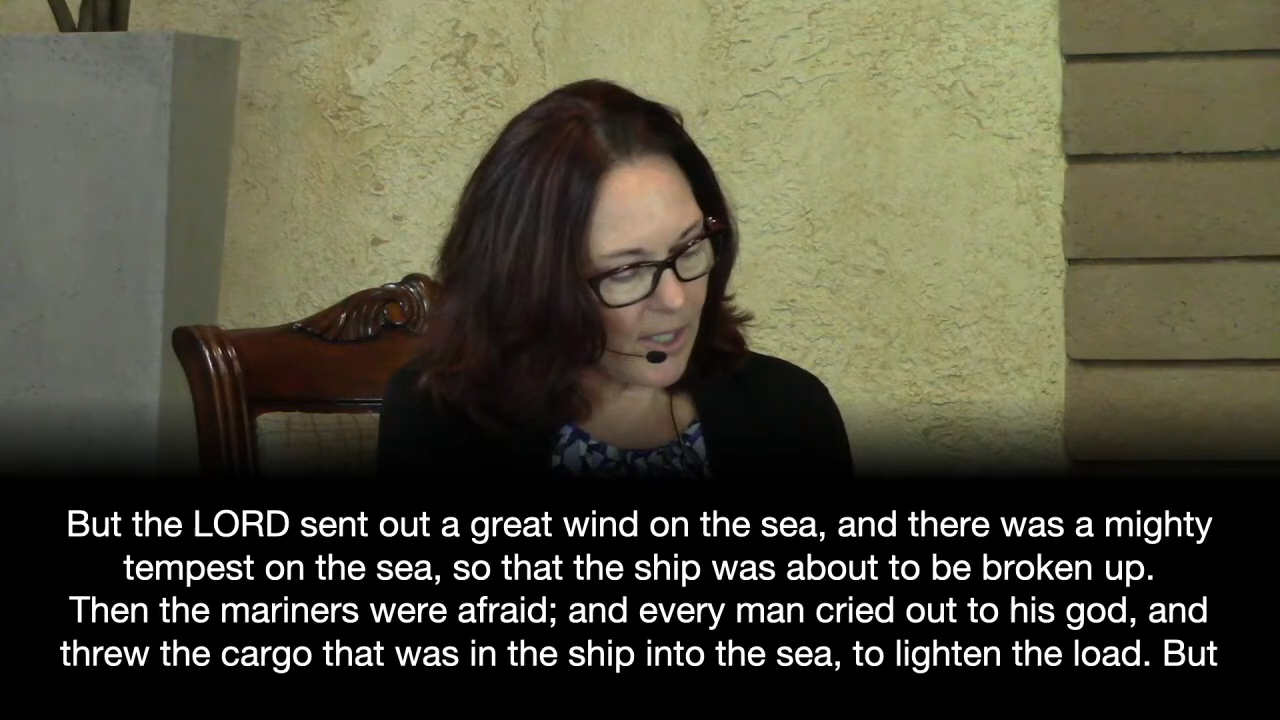 But the LORD sent out a great wind on the sea, and there was a mighty
tempest on the sea, so that the ship was about to be broken up.
Then the mariners were afraid; and every man cried out to his god, and
threw the cargo that was in the ship into the sea, to lighten the load. But